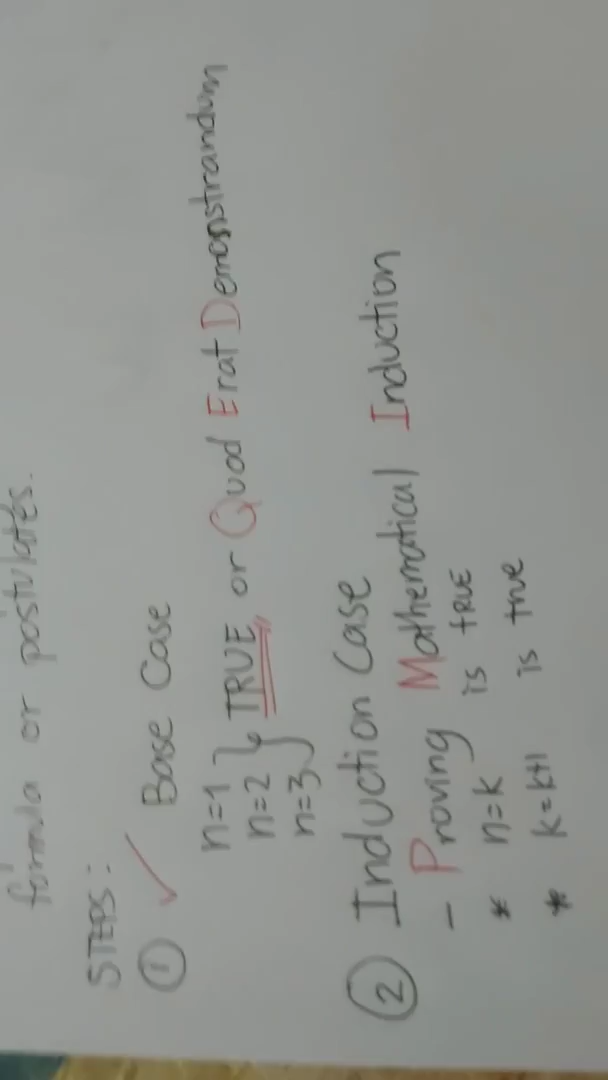 formula or postulates.
STEPS:
① ✓ Base Case
n=1
n=2 } TRUE, or Quod Erat Demonstrandum
n=3
② Induction Case
- Proving Mathematical Induction
* n=k is TRUE
* k=k+1 is true